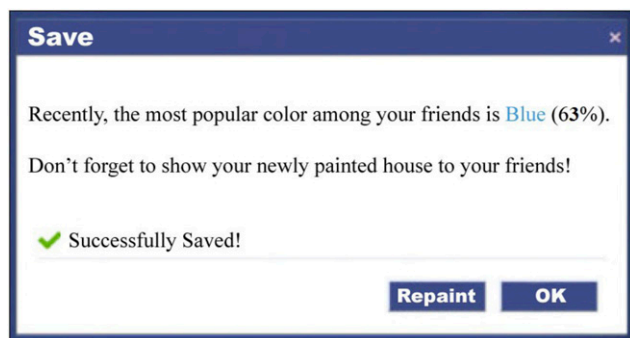 Save
Recently, the most popular color among your friends is Blue (63%).
Don’t forget to show your newly painted house to your friends!
Successfully Saved!
Repaint OK